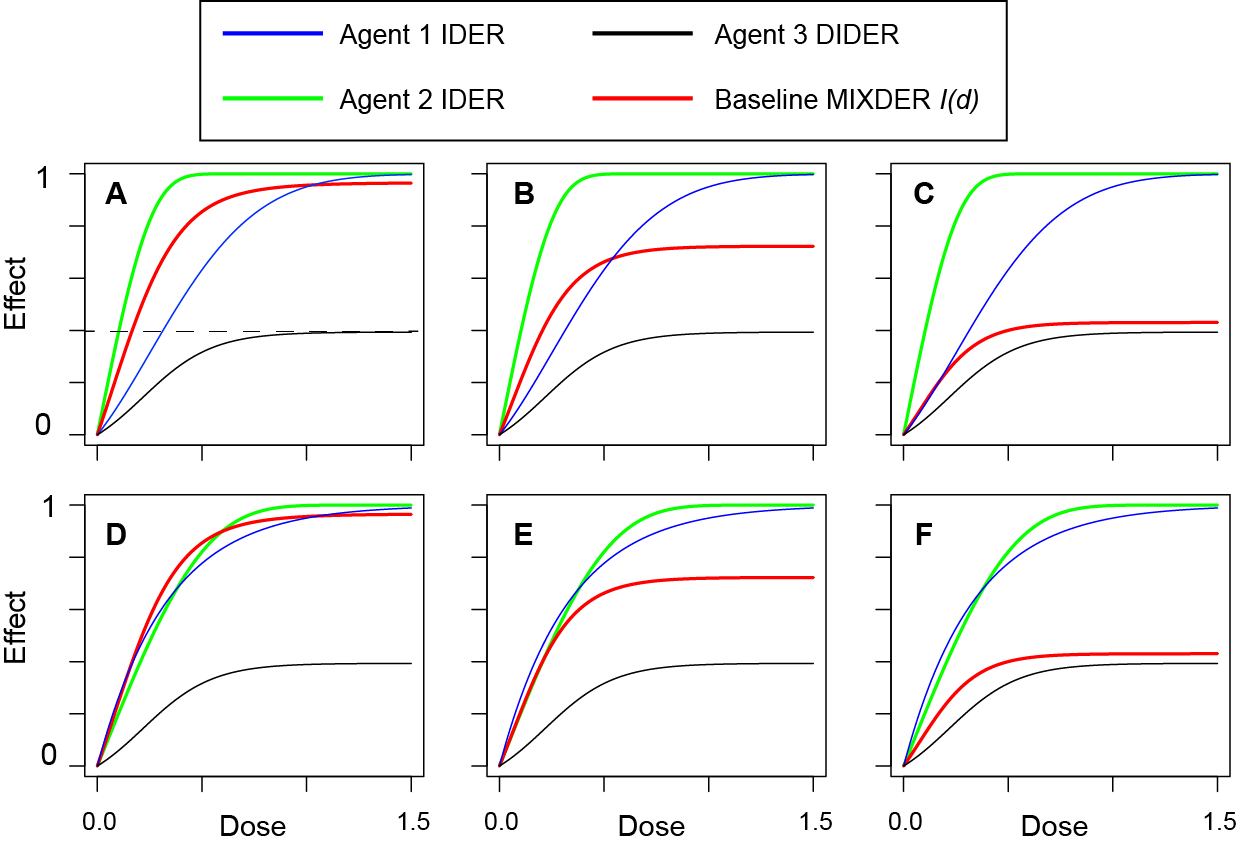 Agent 1 IDER Agent 3 DIDER
Agent 2 IDER Baseline MIXDER I(d)
1 A B C
Effect
0
1 D E F
Effect
0
0.0 Dose 1.5 0.0 Dose 1.5 0.0 Dose 1.5